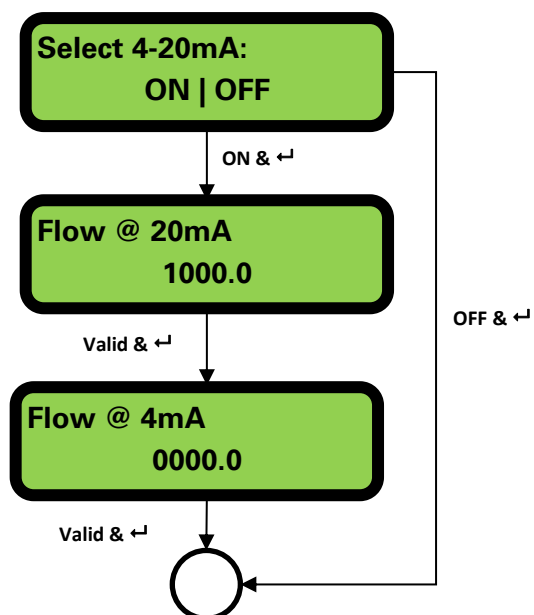 Select 4-20mA:
ON | OFF
ON & ↵
Flow @ 20mA
1000.0
OFF & ↵
Valid & ↵
Flow @ 4mA
0000.0
Valid & ↵